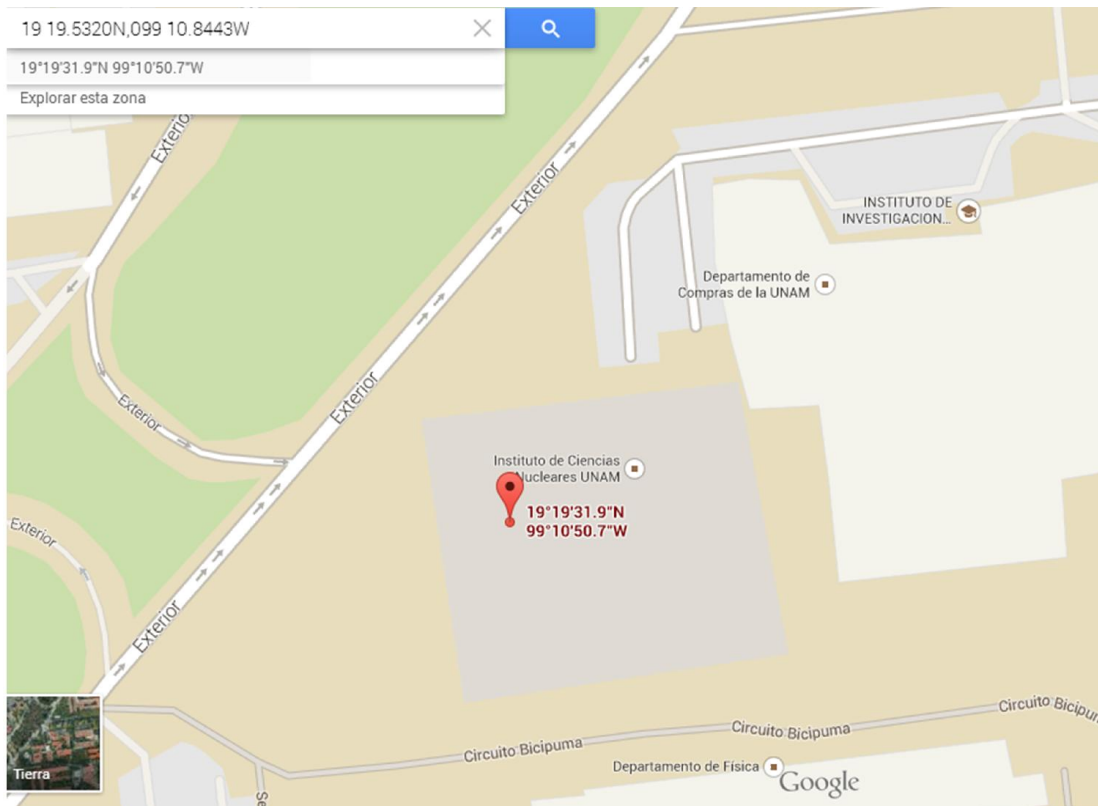 19 19.5320N,099 10.8443W
19°19'31.9"N 99°10'50.7"W
Explorar esta zona
Exterior
Exterior
INSTITUTO DE
INVESTIGACION...
Departamento de
Compras de la UNAM
Exterior
Exterior
Instituto de Ciencias
Nucleares UNAM
19°19'31.9"N
99°10'50.7"W
Exterior
Exterior
Circuito Bicipuma
Circuito Bicipuma
Circuito Bicipum
Departamento de Física
Google
Tierra
Se